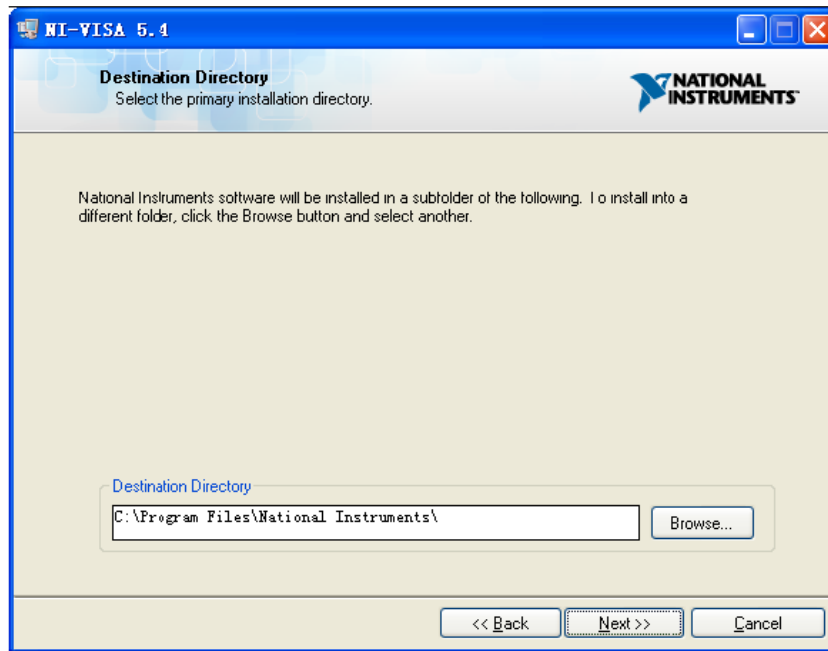 NI-VISA 5.4
Destination Directory
Select the primary installation directory.
NATIONAL
INSTRUMENTS
National Instruments software will be installed in a subfolder of the following. To install into a
different folder, click the Browse button and select another.
Destination Directory
C:\Program Files\National Instruments\
Browse...
<< Back
Next >>
Cancel